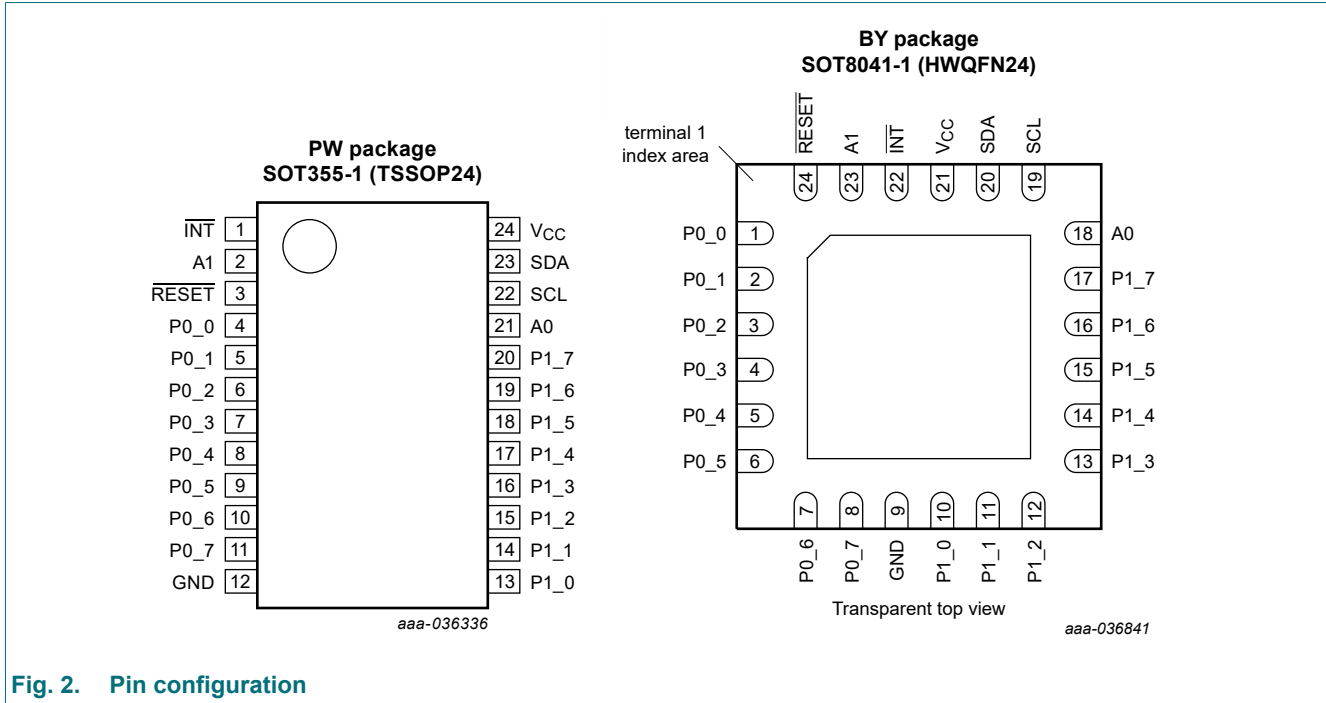 PW package
SOT355-1 (TSSOP24)
INT 1
A1 2
RESET 3
P0_0 4
P0_1 5
P0_2 6
P0_3 7
P0_4 8
P0_5 9
P0_6 10
P0_7 11
GND 12
24 VCC
23 SDA
22 SCL
21 A0
20 P1_7
19 P1_6
18 P1_5
17 P1_4
16 P1_3
15 P1_2
14 P1_1
13 P1_0
aaa-036336
BY package
SOT8041-1 (HWQFN24)
terminal 1
index area
RESET
A1
INT
VCC
SDA
SCL
24
23
22
21
20
19
P0_0 1
P0_1 2
P0_2 3
P0_3 4
P0_4 5
P0_5 6
18 A0
17 P1_7
16 P1_6
15 P1_5
14 P1_4
13 P1_3
7
8
9
10
11
12
P0_6
P0_7
GND
P1_0
P1_1
P1_2
Transparent top view
aaa-036841
Fig. 2. Pin configuration